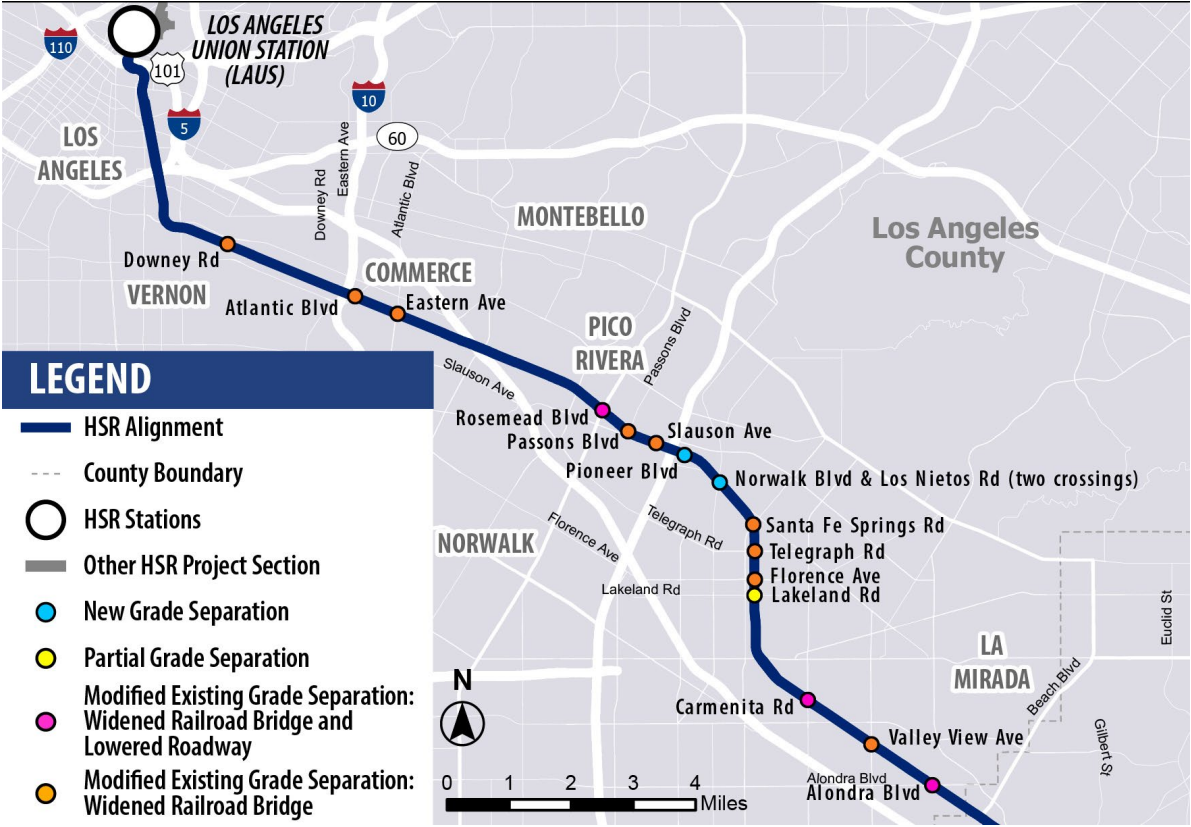 LOS ANGELES
UNION STATION
(LAUS)
110
101
5
10
60
LOS
ANGELES
Downey Rd
Eastern Ave
Atlantic Blvd
MONTEBELLO
Los Angeles
County
Downey Rd
VERNON
COMMERCE
Atlantic Blvd
Eastern Ave
PICO
RIVERA
Passons Blvd
Slauson Ave
Rosemead Blvd
Passons Blvd
Slauson Ave
Pioneer Blvd
Norwalk Blvd & Los Nietos Rd (two crossings)
Telegraph Rd
Florence Ave
NORWALK
Santa Fe Springs Rd
Telegraph Rd
Florence Ave
Lakeland Rd
Lakeland Rd
Euclid St
LA
MIRADA
Beach Blvd
Gilbert St
Carmenita Rd
Valley View Ave
Alondra Blvd
Alondra Blvd
LEGEND
HSR Alignment
County Boundary
HSR Stations
Other HSR Project Section
New Grade Separation
Partial Grade Separation
Modified Existing Grade Separation:
Widened Railroad Bridge and
Lowered Roadway
Modified Existing Grade Separation:
Widened Railroad Bridge
N
0 1 2 3 4
Miles